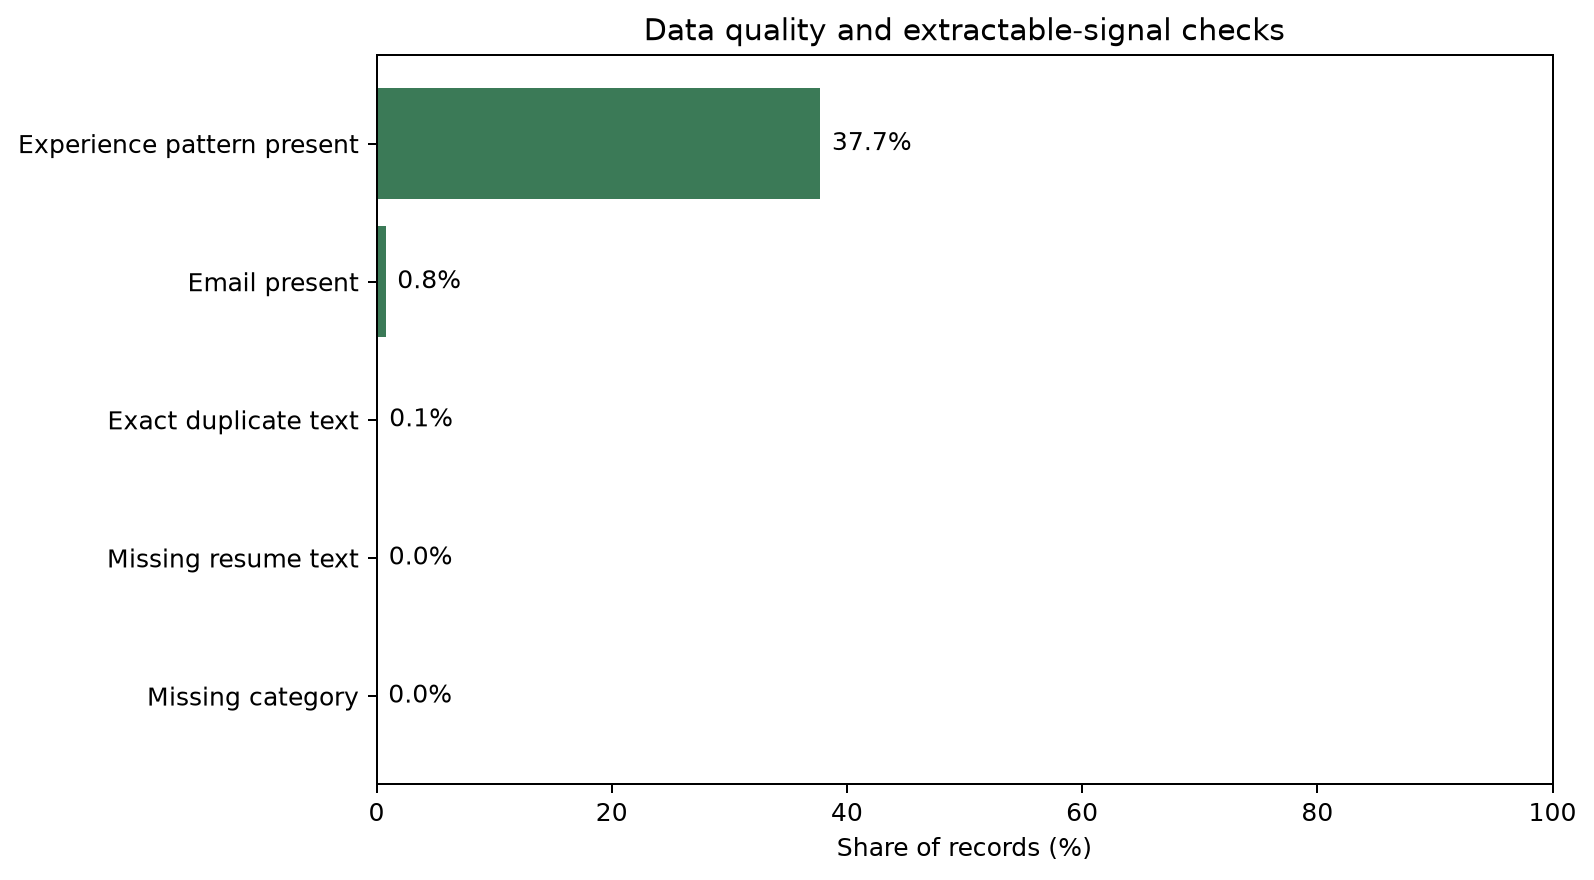 Data quality and extractable-signal checks
Experience pattern present 37.7%
Email present 0.8%
Exact duplicate text 0.1%
Missing resume text 0.0%
Missing category 0.0%
0 20 40 60 80 100
Share of records (%)